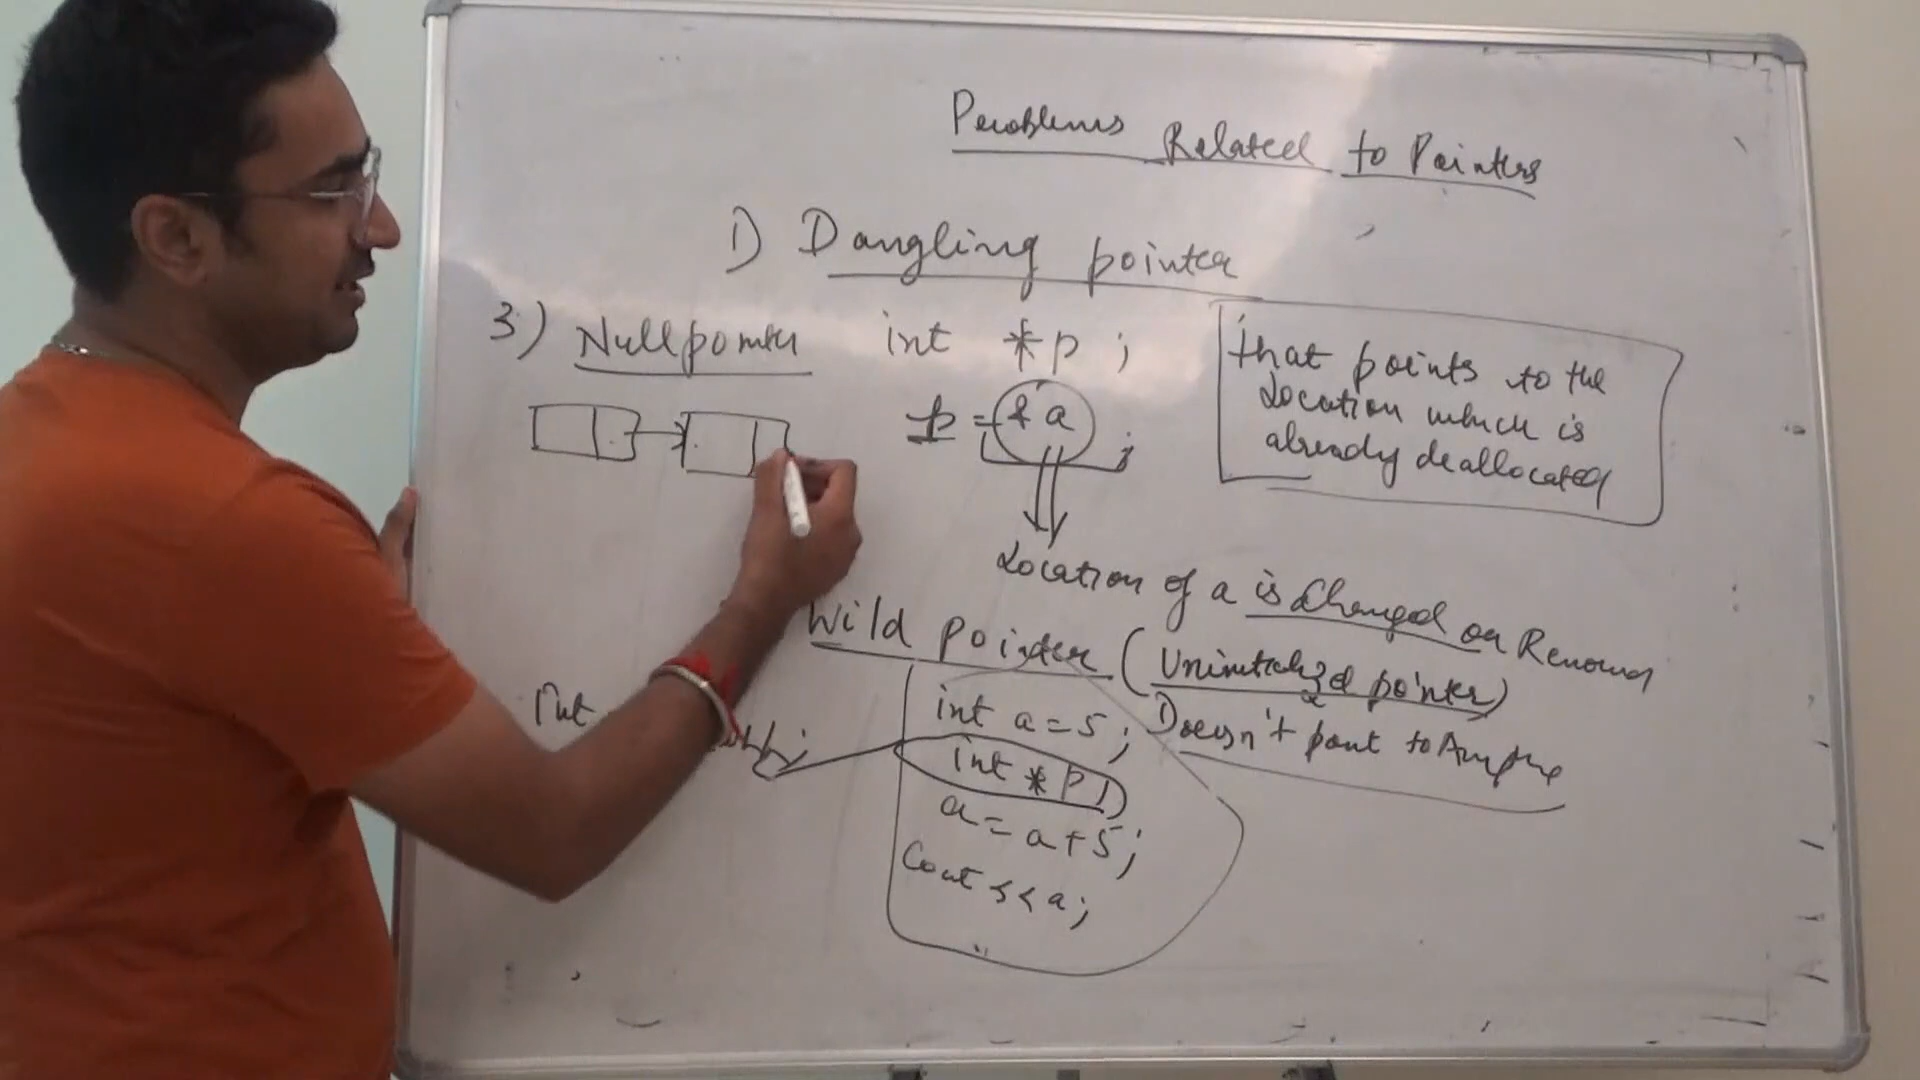 Problems Related to Pointers
1) Dangling pointer
3) Null pointer
int *p ;
p = &a ;
that points to the
Location which is
already deallocated
Location of a is Changed or Removed
Wild pointer (Uninitialized pointer)
Doesn't point to
int a = 5 ;
int *p ;
a = a + 5 ;
Cout << a ;